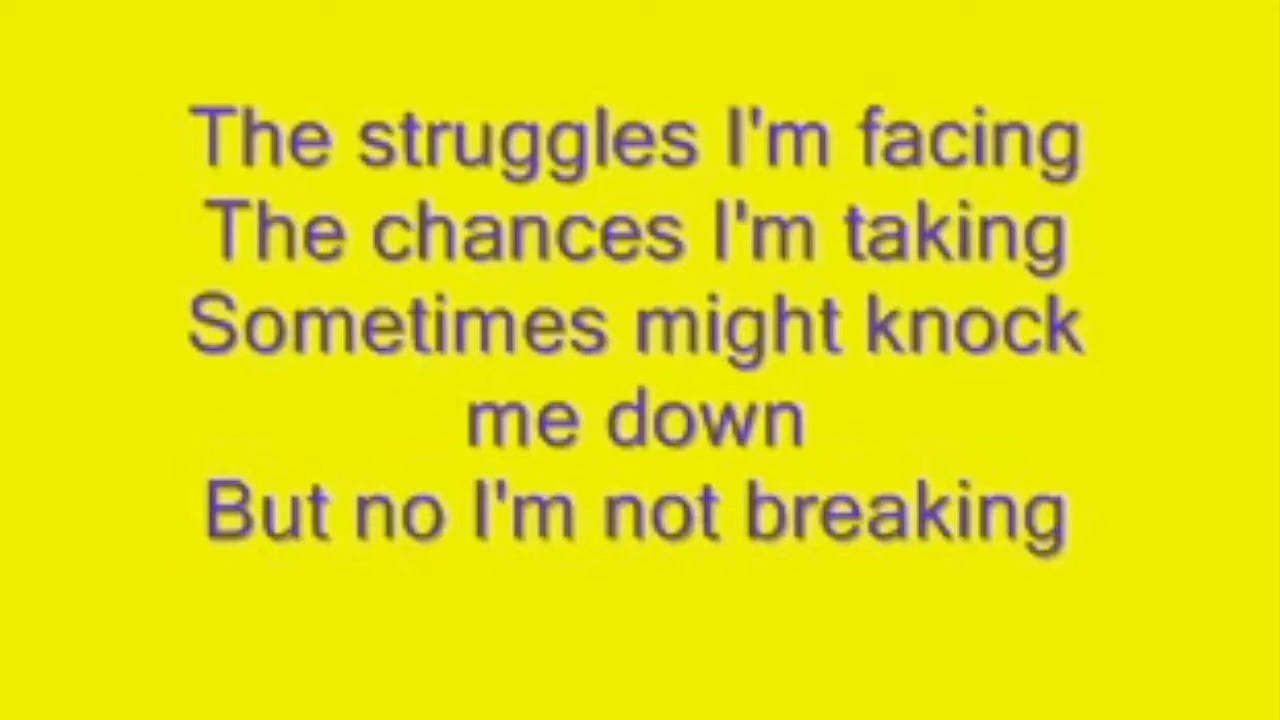 The struggles I'm facing
The chances I'm taking
Sometimes might knock
me down
But no I'm not breaking